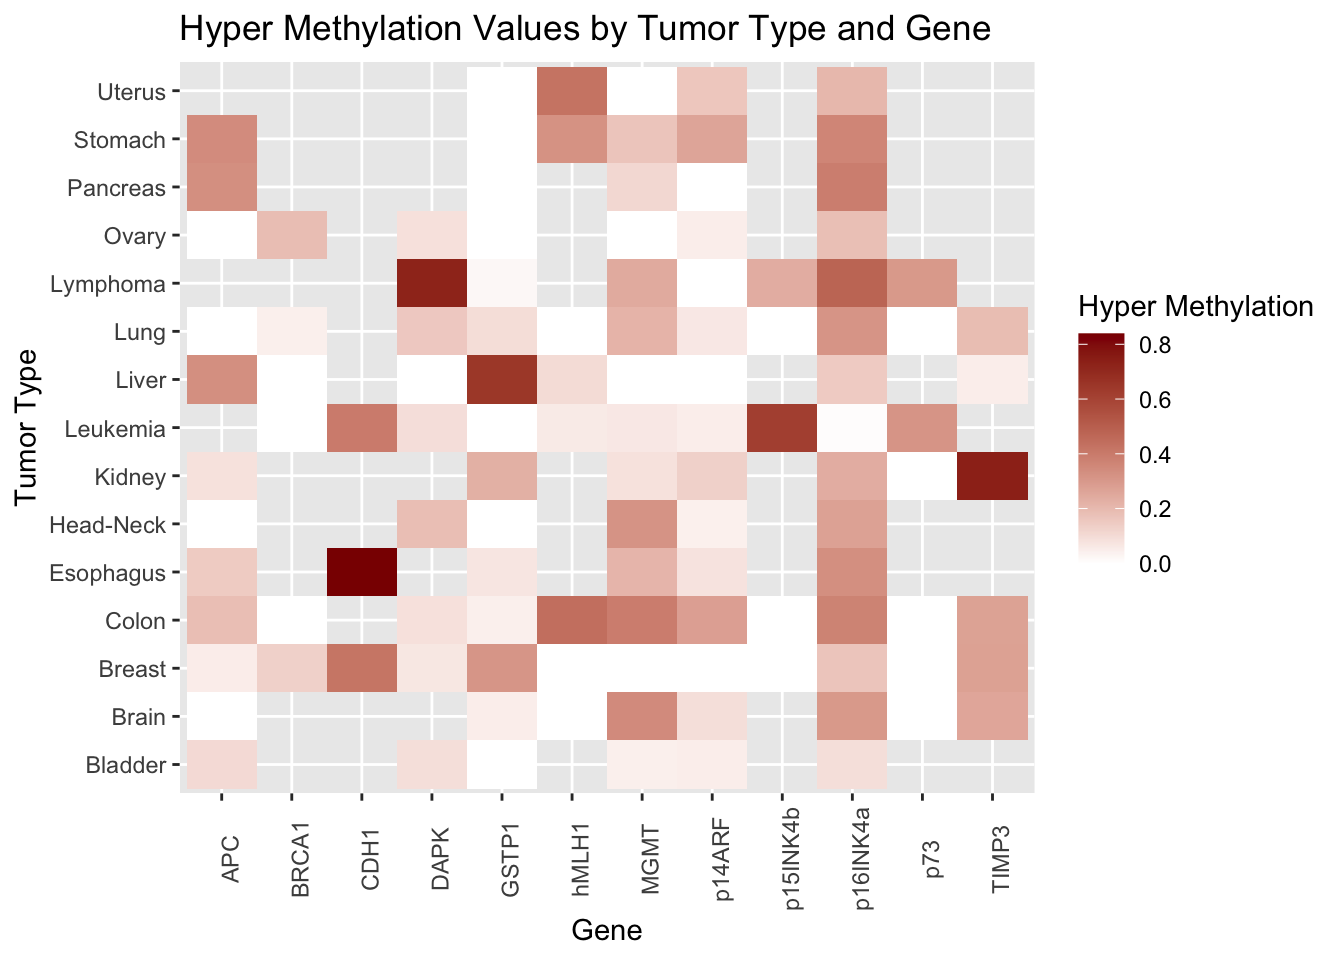 Hyper Methylation Values by Tumor Type and Gene
Uterus
Stomach
Pancreas
Ovary
Lymphoma
Lung
Liver
Leukemia
Kidney
Head-Neck
Esophagus
Colon
Breast
Brain
Bladder
Tumor Type
APC
BRCA1
CDH1
DAPK
GSTP1
hMLH1
MGMT
p14ARF
p15INK4b
p16INK4a
p73
TIMP3
Gene
Hyper Methylation
0.8
0.6
0.4
0.2
0.0